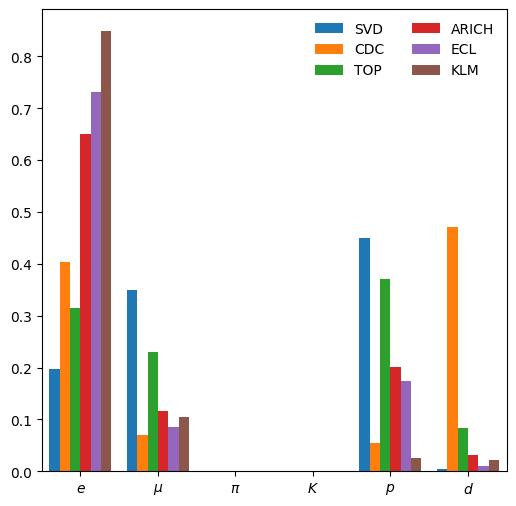 SVD
CDC
TOP
ARICH
ECL
KLM
0.8
0.7
0.6
0.5
0.4
0.3
0.2
0.1
0.0
e μ π K p d